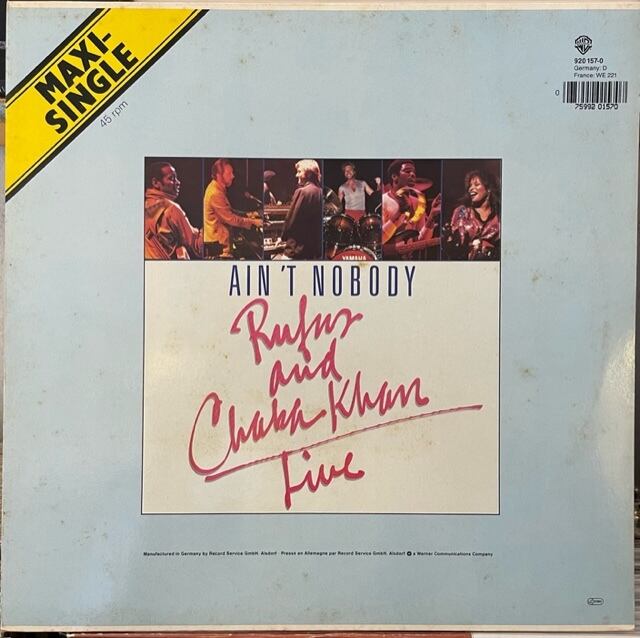 MAXI-
SINGLE
45 rpm
920 157-0
Germany: D
France: WE 221
0
75992 01570
YAMAHA
AIN'T NOBODY
Rufus
and
Chaka Khan
Live
Manufactured in Germany by Record Service GmbH, Alsdorf · Pressé en Allemagne par Record Service GmbH, Alsdorf a Warner Communications Company